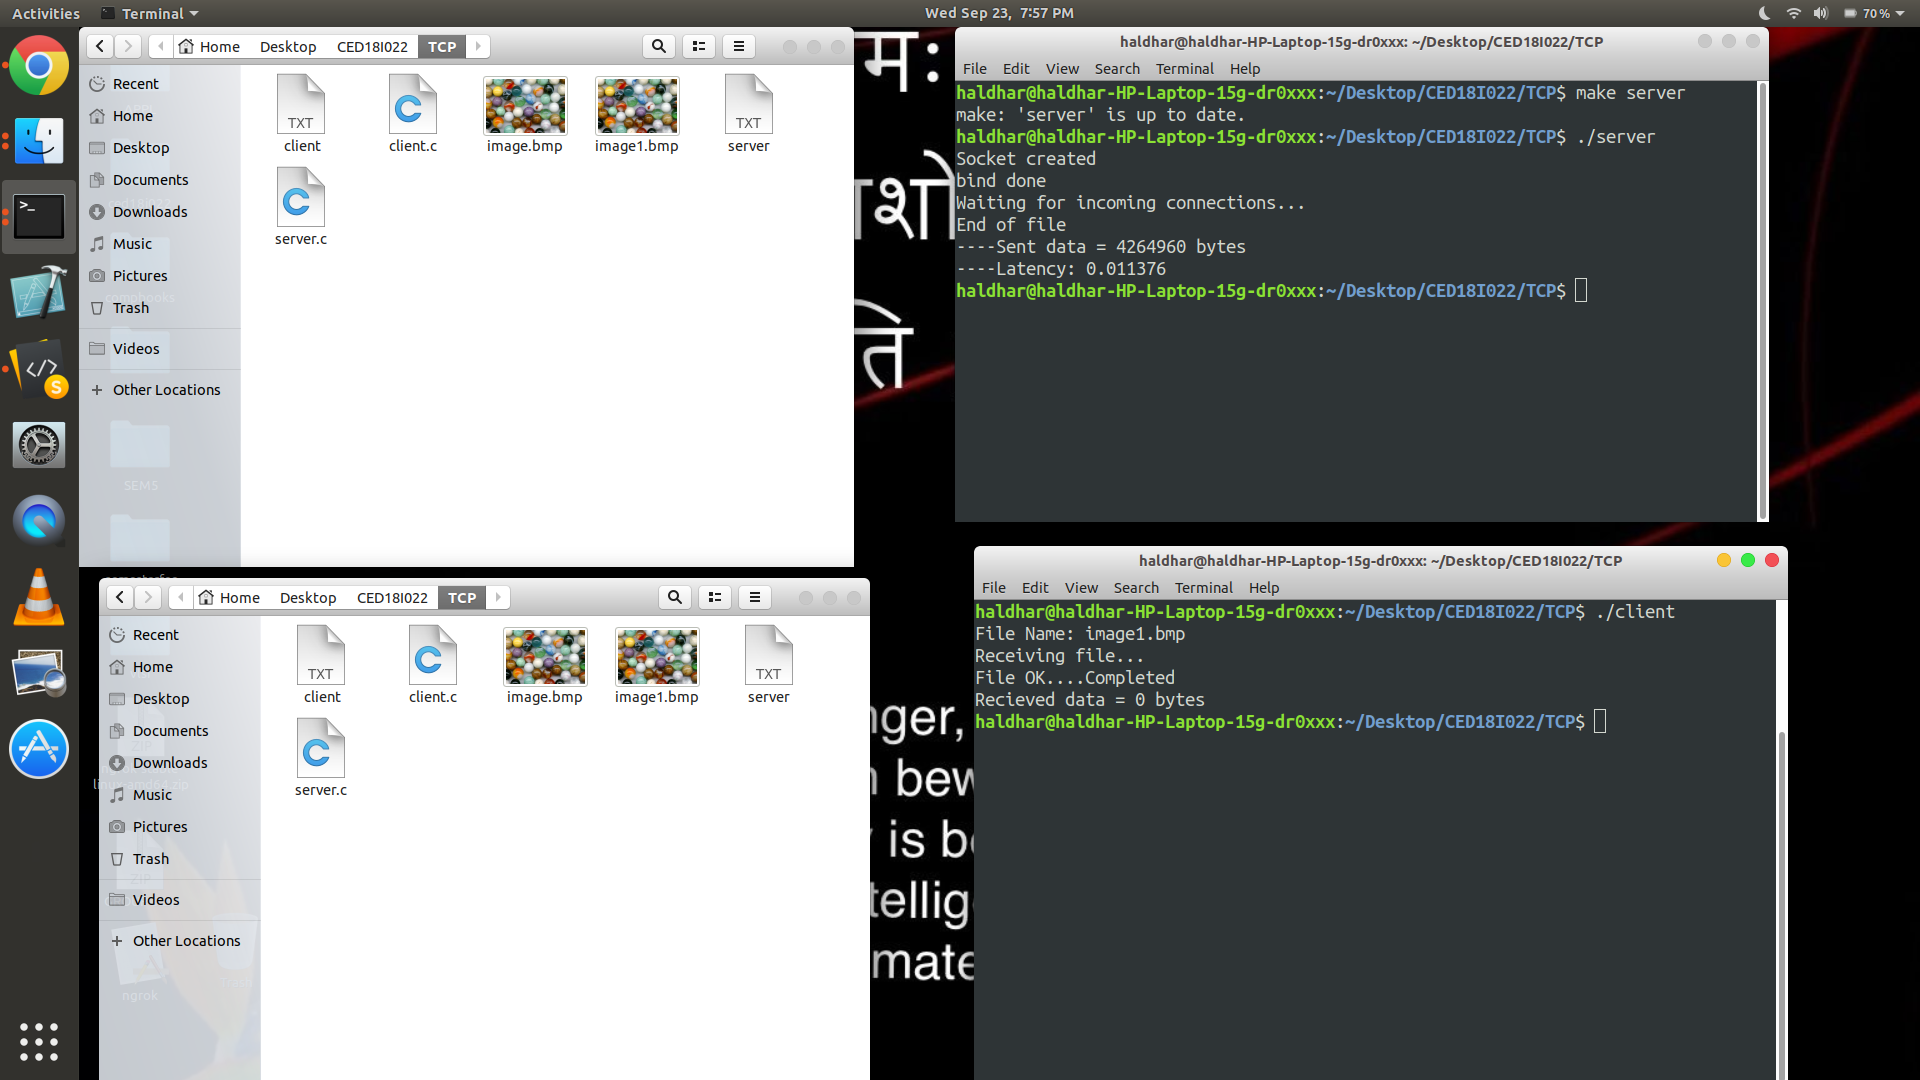 Activities
Terminal
Wed Sep 23, 7:57 PM
70 %
Home Desktop CED18I022 TCP
Recent
Home
Desktop
Documents
Downloads
Music
Pictures
Trash
Videos
Other Locations
SEMS
TXT
client
client.c
image.bmp
image1.bmp
TXT
server
server.c
मः
शो
ति
haldhar@haldhar-HP-Laptop-15g-dr0xxx: ~/Desktop/CED18I022/TCP
File Edit View Search Terminal Help
haldhar@haldhar-HP-Laptop-15g-dr0xxx:~/Desktop/CED18I022/TCP$ make server
make: 'server' is up to date.
haldhar@haldhar-HP-Laptop-15g-dr0xxx:~/Desktop/CED18I022/TCP$ ./server
Socket created
bind done
Waiting for incoming connections...
End of file
----Sent data = 4264960 bytes
----Latency: 0.011376
haldhar@haldhar-HP-Laptop-15g-dr0xxx:~/Desktop/CED18I022/TCP$
Home Desktop CED18I022 TCP
Recent
Home
Desktop
Documents
Downloads
Music
Pictures
Trash
Videos
Other Locations
ngrok
TXT
client
client.c
image.bmp
image1.bmp
TXT
server
server.c
nger,
bew
is b
tellig
mate
haldhar@haldhar-HP-Laptop-15g-dr0xxx: ~/Desktop/CED18I022/TCP
File Edit View Search Terminal Help
haldhar@haldhar-HP-Laptop-15g-dr0xxx:~/Desktop/CED18I022/TCP$ ./client
File Name: image1.bmp
Receiving file...
File OK....Completed
Recieved data = 0 bytes
haldhar@haldhar-HP-Laptop-15g-dr0xxx:~/Desktop/CED18I022/TCP$